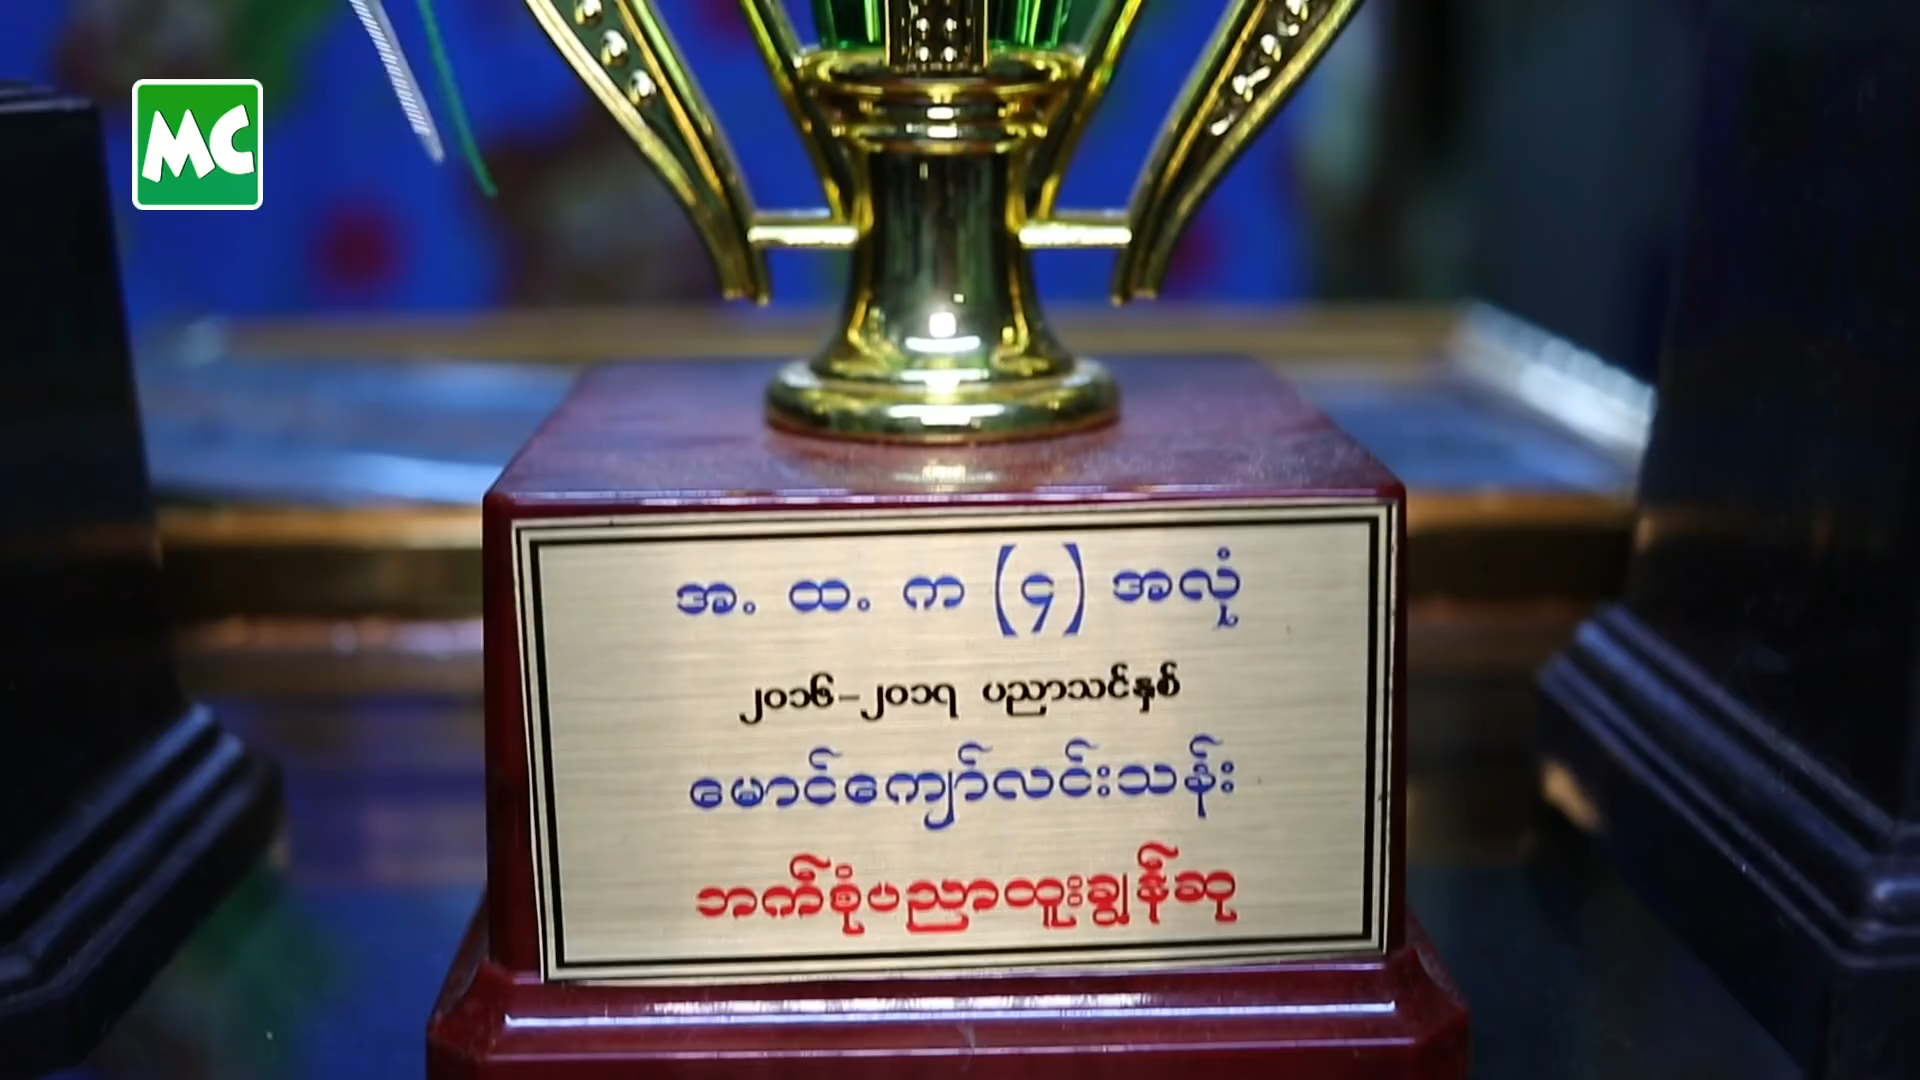 MC
အ. ထ. က (၄) အလုံ
၂၀၁၆-၂၀၁၇ ပညာသင်နှစ်
မောင်ကျော်လင်းသန်း
ဘက်စုံပညာထူးချွန်ဆု